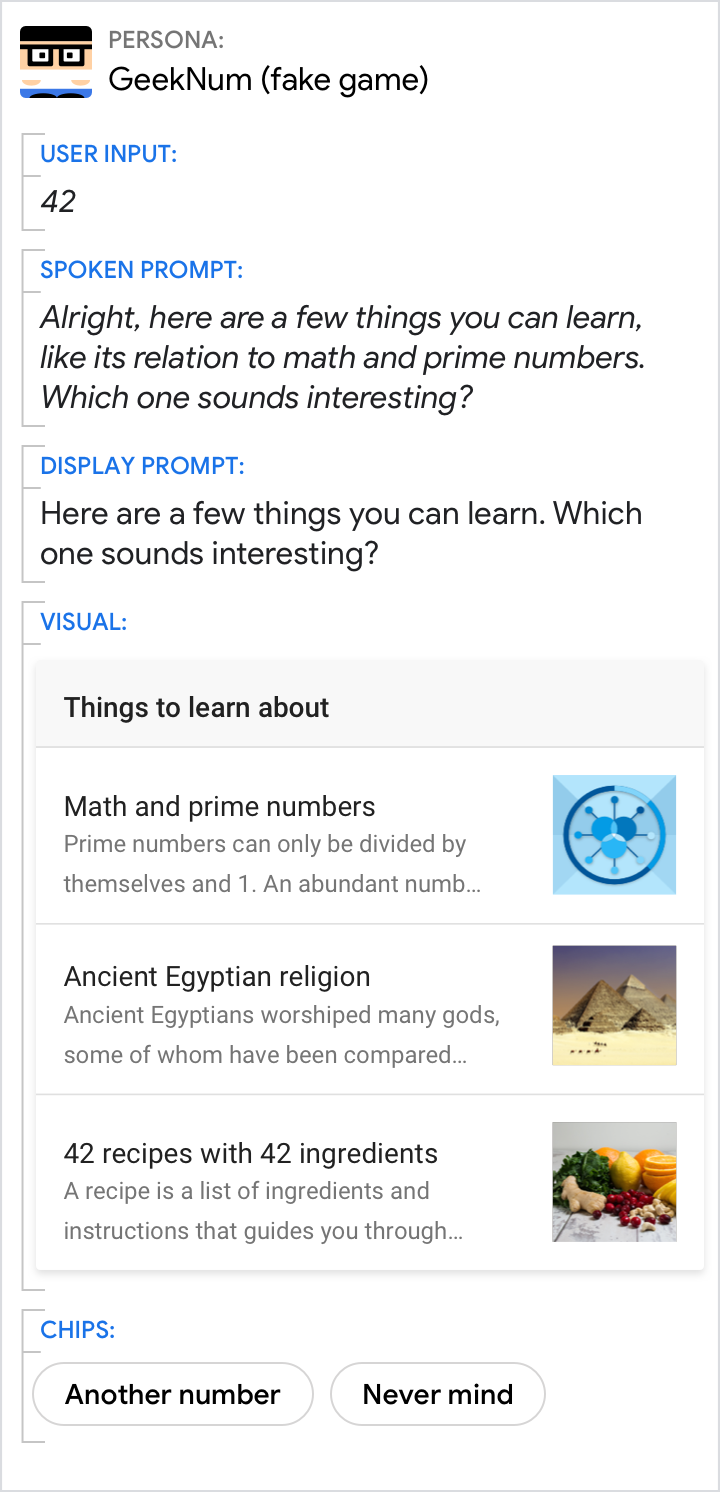 PERSONA:
GeekNum (fake game)
USER INPUT:
42
SPOKEN PROMPT:
Alright, here are a few things you can learn,
like its relation to math and prime numbers.
Which one sounds interesting?
DISPLAY PROMPT:
Here are a few things you can learn. Which
one sounds interesting?
VISUAL:
Things to learn about
Math and prime numbers
Prime numbers can only be divided by
themselves and 1. An abundant numb...
Ancient Egyptian religion
Ancient Egyptians worshiped many gods,
some of whom have been compared...
42 recipes with 42 ingredients
A recipe is a list of ingredients and
instructions that guides you through...
CHIPS:
Another number
Never mind